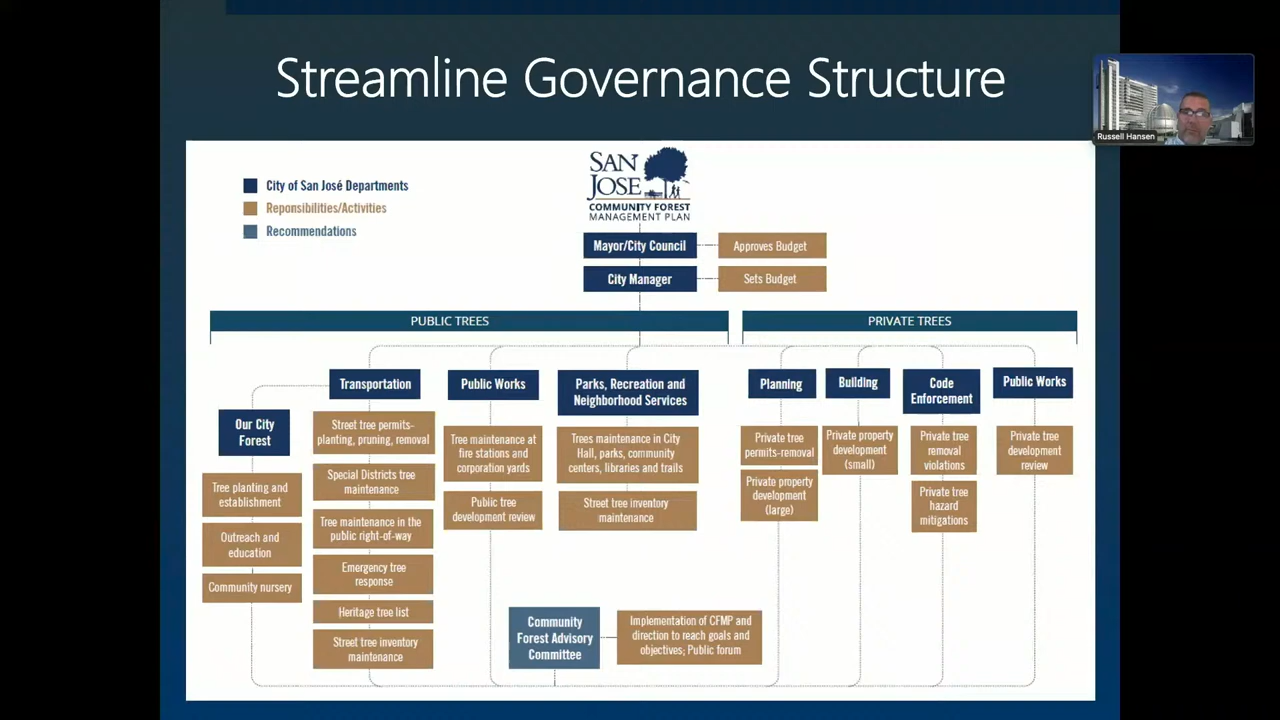 Streamline Governance Structure
Russell Hansen
SAN
JOSE
COMMUNITY FOREST
MANAGEMENT PLAN
City of San José Departments
Reponsibilities/Activities
Recommendations
Mayor/City Council
Approves Budget
City Manager
Sets Budget
PUBLIC TREES
PRIVATE TREES
Our City
Forest
Tree planting and
establishment
Outreach and
education
Community nursery
Transportation
Street tree permits-
planting, pruning, removal
Special Districts tree
maintenance
Tree maintenance in the
public right-of-way
Emergency tree
response
Heritage tree list
Street tree inventory
maintenance
Public Works
Tree maintenance at
fire stations and
corporation yards
Public tree
development review
Parks, Recreation and
Neighborhood Services
Trees maintenance in City
Hall, parks, community
centers, libraries and trails
Street tree inventory
maintenance
Planning
Private tree
permits-removal
Private property
development
(large)
Building
Private property
development
(small)
Code
Enforcement
Private tree
removal
violations
Private tree
hazard
mitigations
Public Works
Private tree
development
review
Community
Forest Advisory
Committee
Implementation of CFMP and
direction to reach goals and
objectives; Public forum